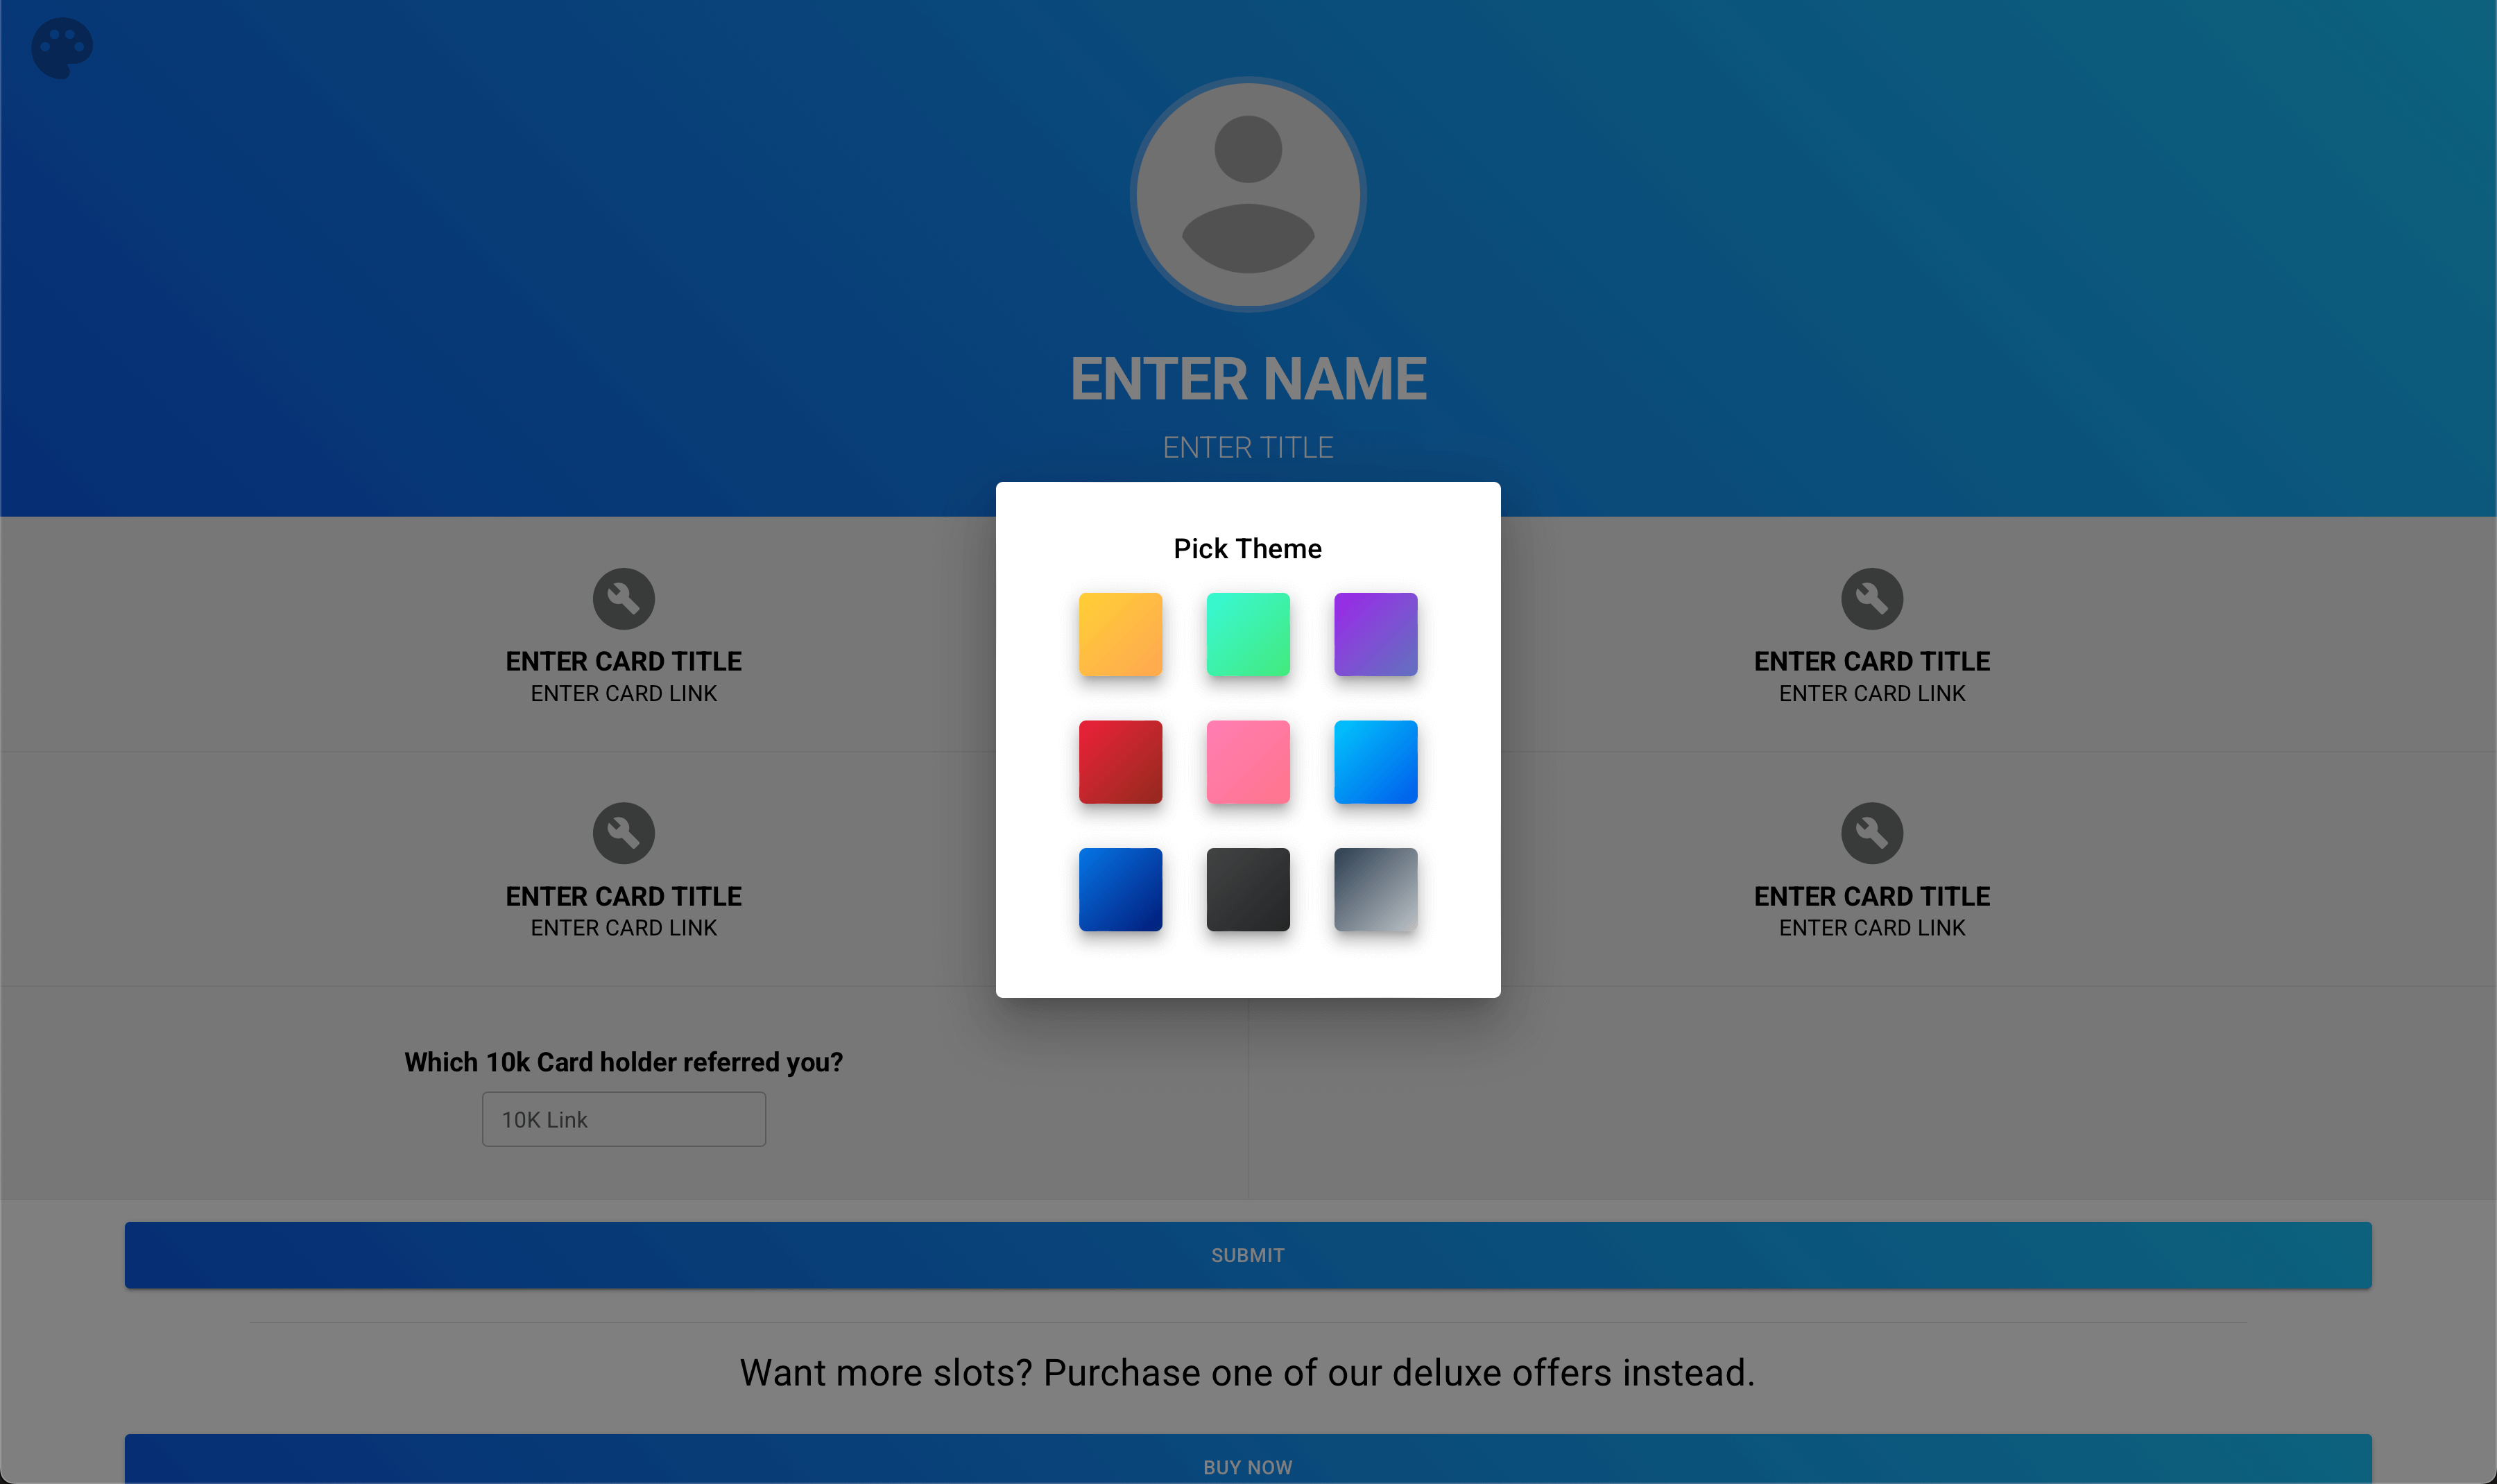 ENTER NAME
ENTER TITLE
Pick Theme
ENTER CARD TITLE
ENTER CARD LINK
ENTER CARD TITLE
ENTER CARD LINK
ENTER CARD TITLE
ENTER CARD LINK
ENTER CARD TITLE
ENTER CARD LINK
Which 10k Card holder referred you?
10K Link
SUBMIT
Want more slots? Purchase one of our deluxe offers instead.
BUY NOW